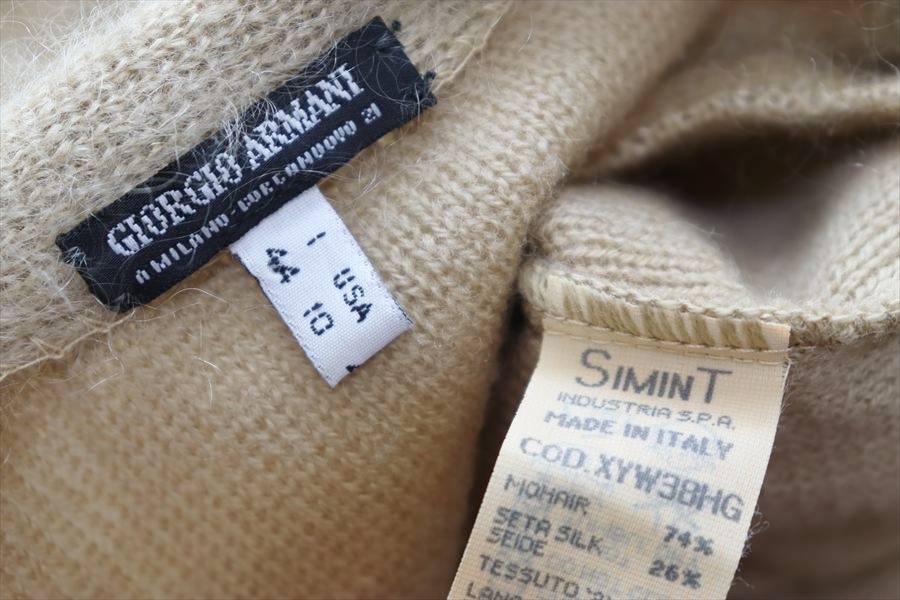 GIORGIO ARMANI
A MILANO-BORGONUOVO 21
I USA
44 10
SIMINT
INDUSTRIA S.P.A.
MADE IN ITALY
COD. XYW38HG
MOHAIR 74%
SETA SILK 26%
SEIDE
TESSUTO
LANA